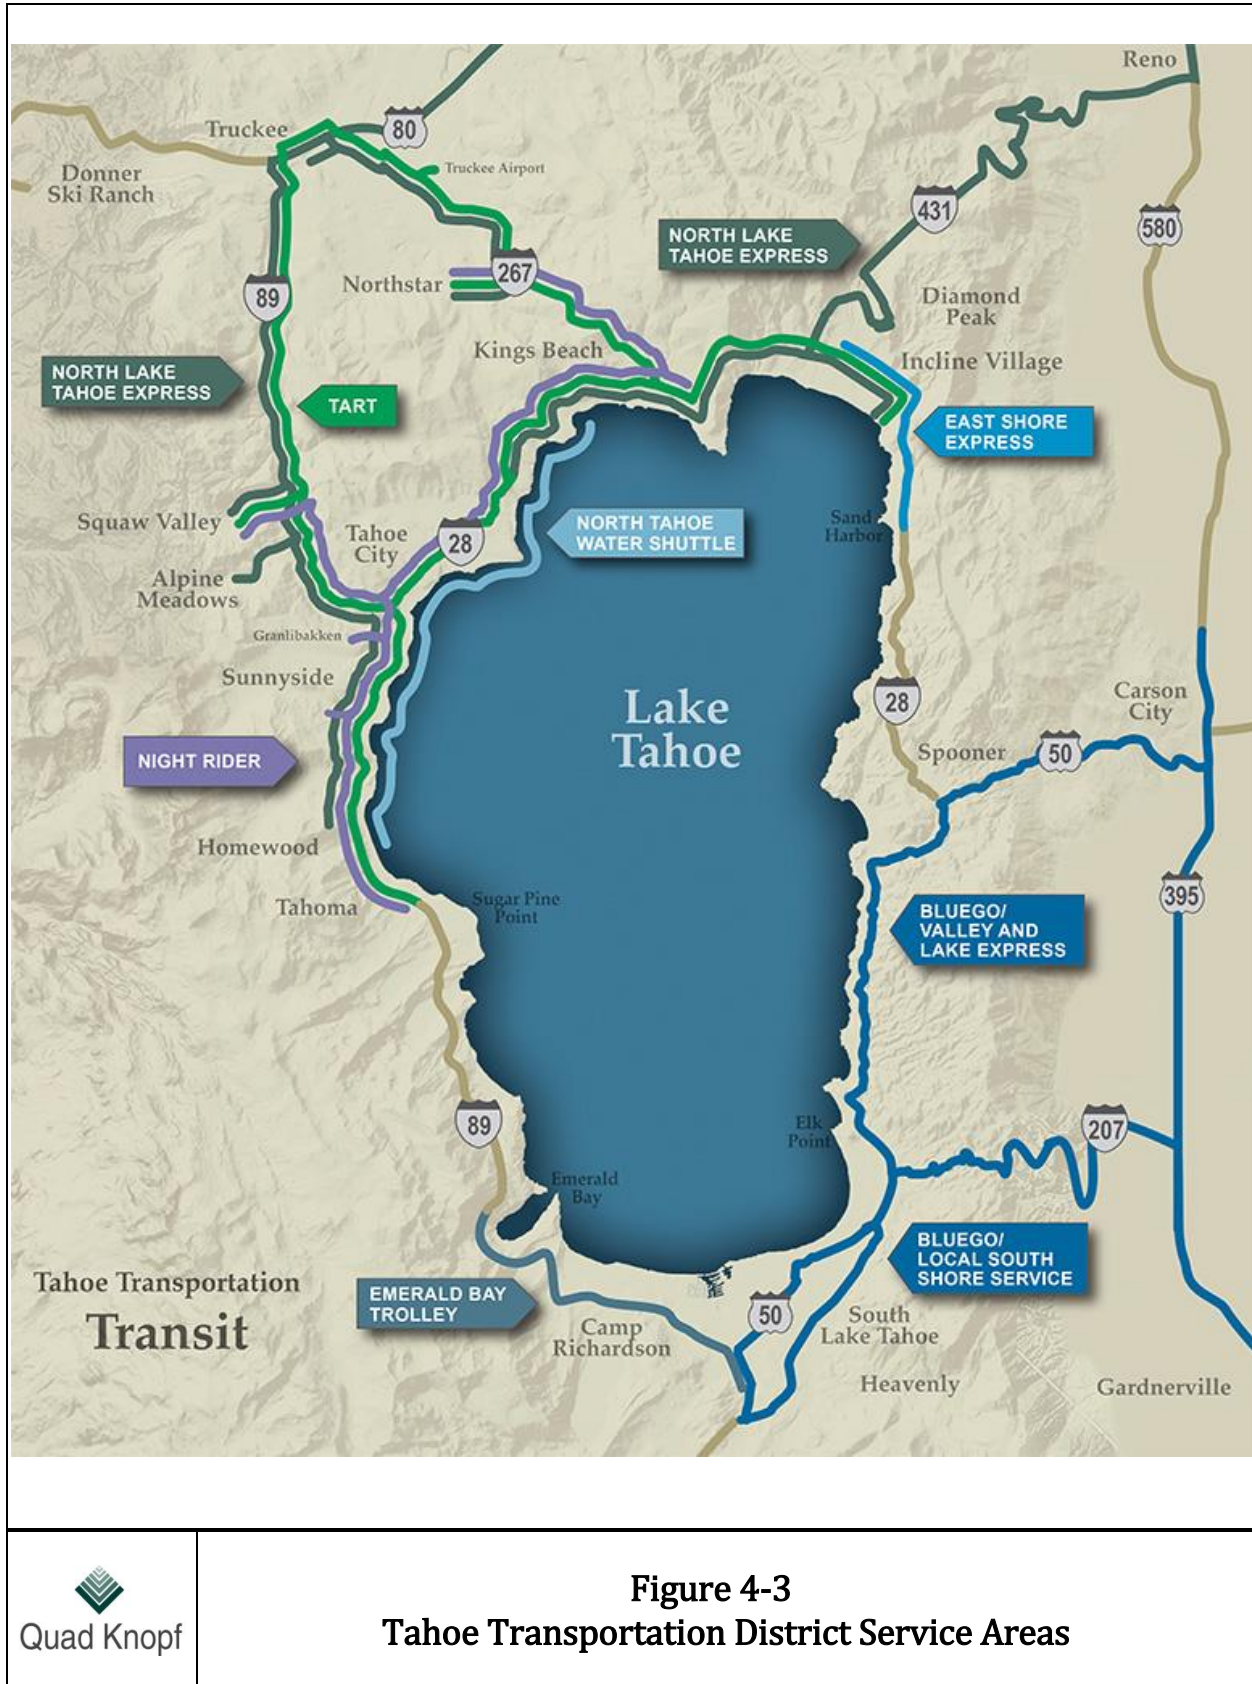 Reno
Truckee
80
Truckee Airport
Donner
Ski Ranch
431
580
NORTH LAKE
TAHOE EXPRESS
267
Northstar
89
Diamond
Peak
Kings Beach
Incline Village
NORTH LAKE
TAHOE EXPRESS
TART
EAST SHORE
EXPRESS
Squaw Valley
Tahoe
City
28
NORTH TAHOE
WATER SHUTTLE
Sand
Harbor
Alpine
Meadows
Granlibakken
Sunnyside
Lake
Tahoe
28
Carson
City
Spooner
50
NIGHT RIDER
Homewood
Tahoma
Sugar Pine
Point
395
BLUEGO/
VALLEY AND
LAKE EXPRESS
89
Elk
Point
207
Emerald
Bay
BLUEGO/
LOCAL SOUTH
SHORE SERVICE
Tahoe Transportation
Transit
EMERALD BAY
TROLLEY
Camp
Richardson
50
South
Lake Tahoe
Heavenly
Gardnerville
Quad Knopf
Figure 4-3
Tahoe Transportation District Service Areas